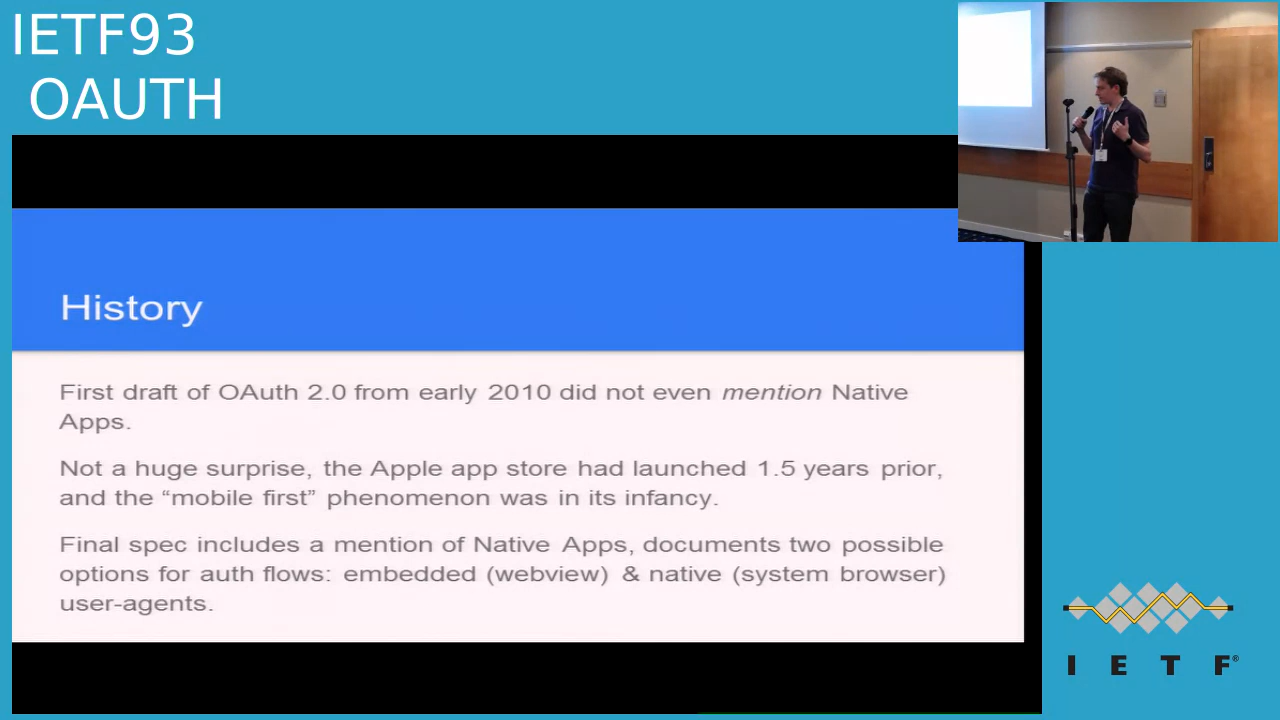 IETF93
OAUTH
History
First draft of OAuth 2.0 from early 2010 did not even mention Native
Apps.
Not a huge surprise, the Apple app store had launched 1.5 years prior,
and the “mobile first” phenomenon was in its infancy.
Final spec includes a mention of Native Apps, documents two possible
options for auth flows: embedded (webview) & native (system browser)
user-agents.
I E T F®